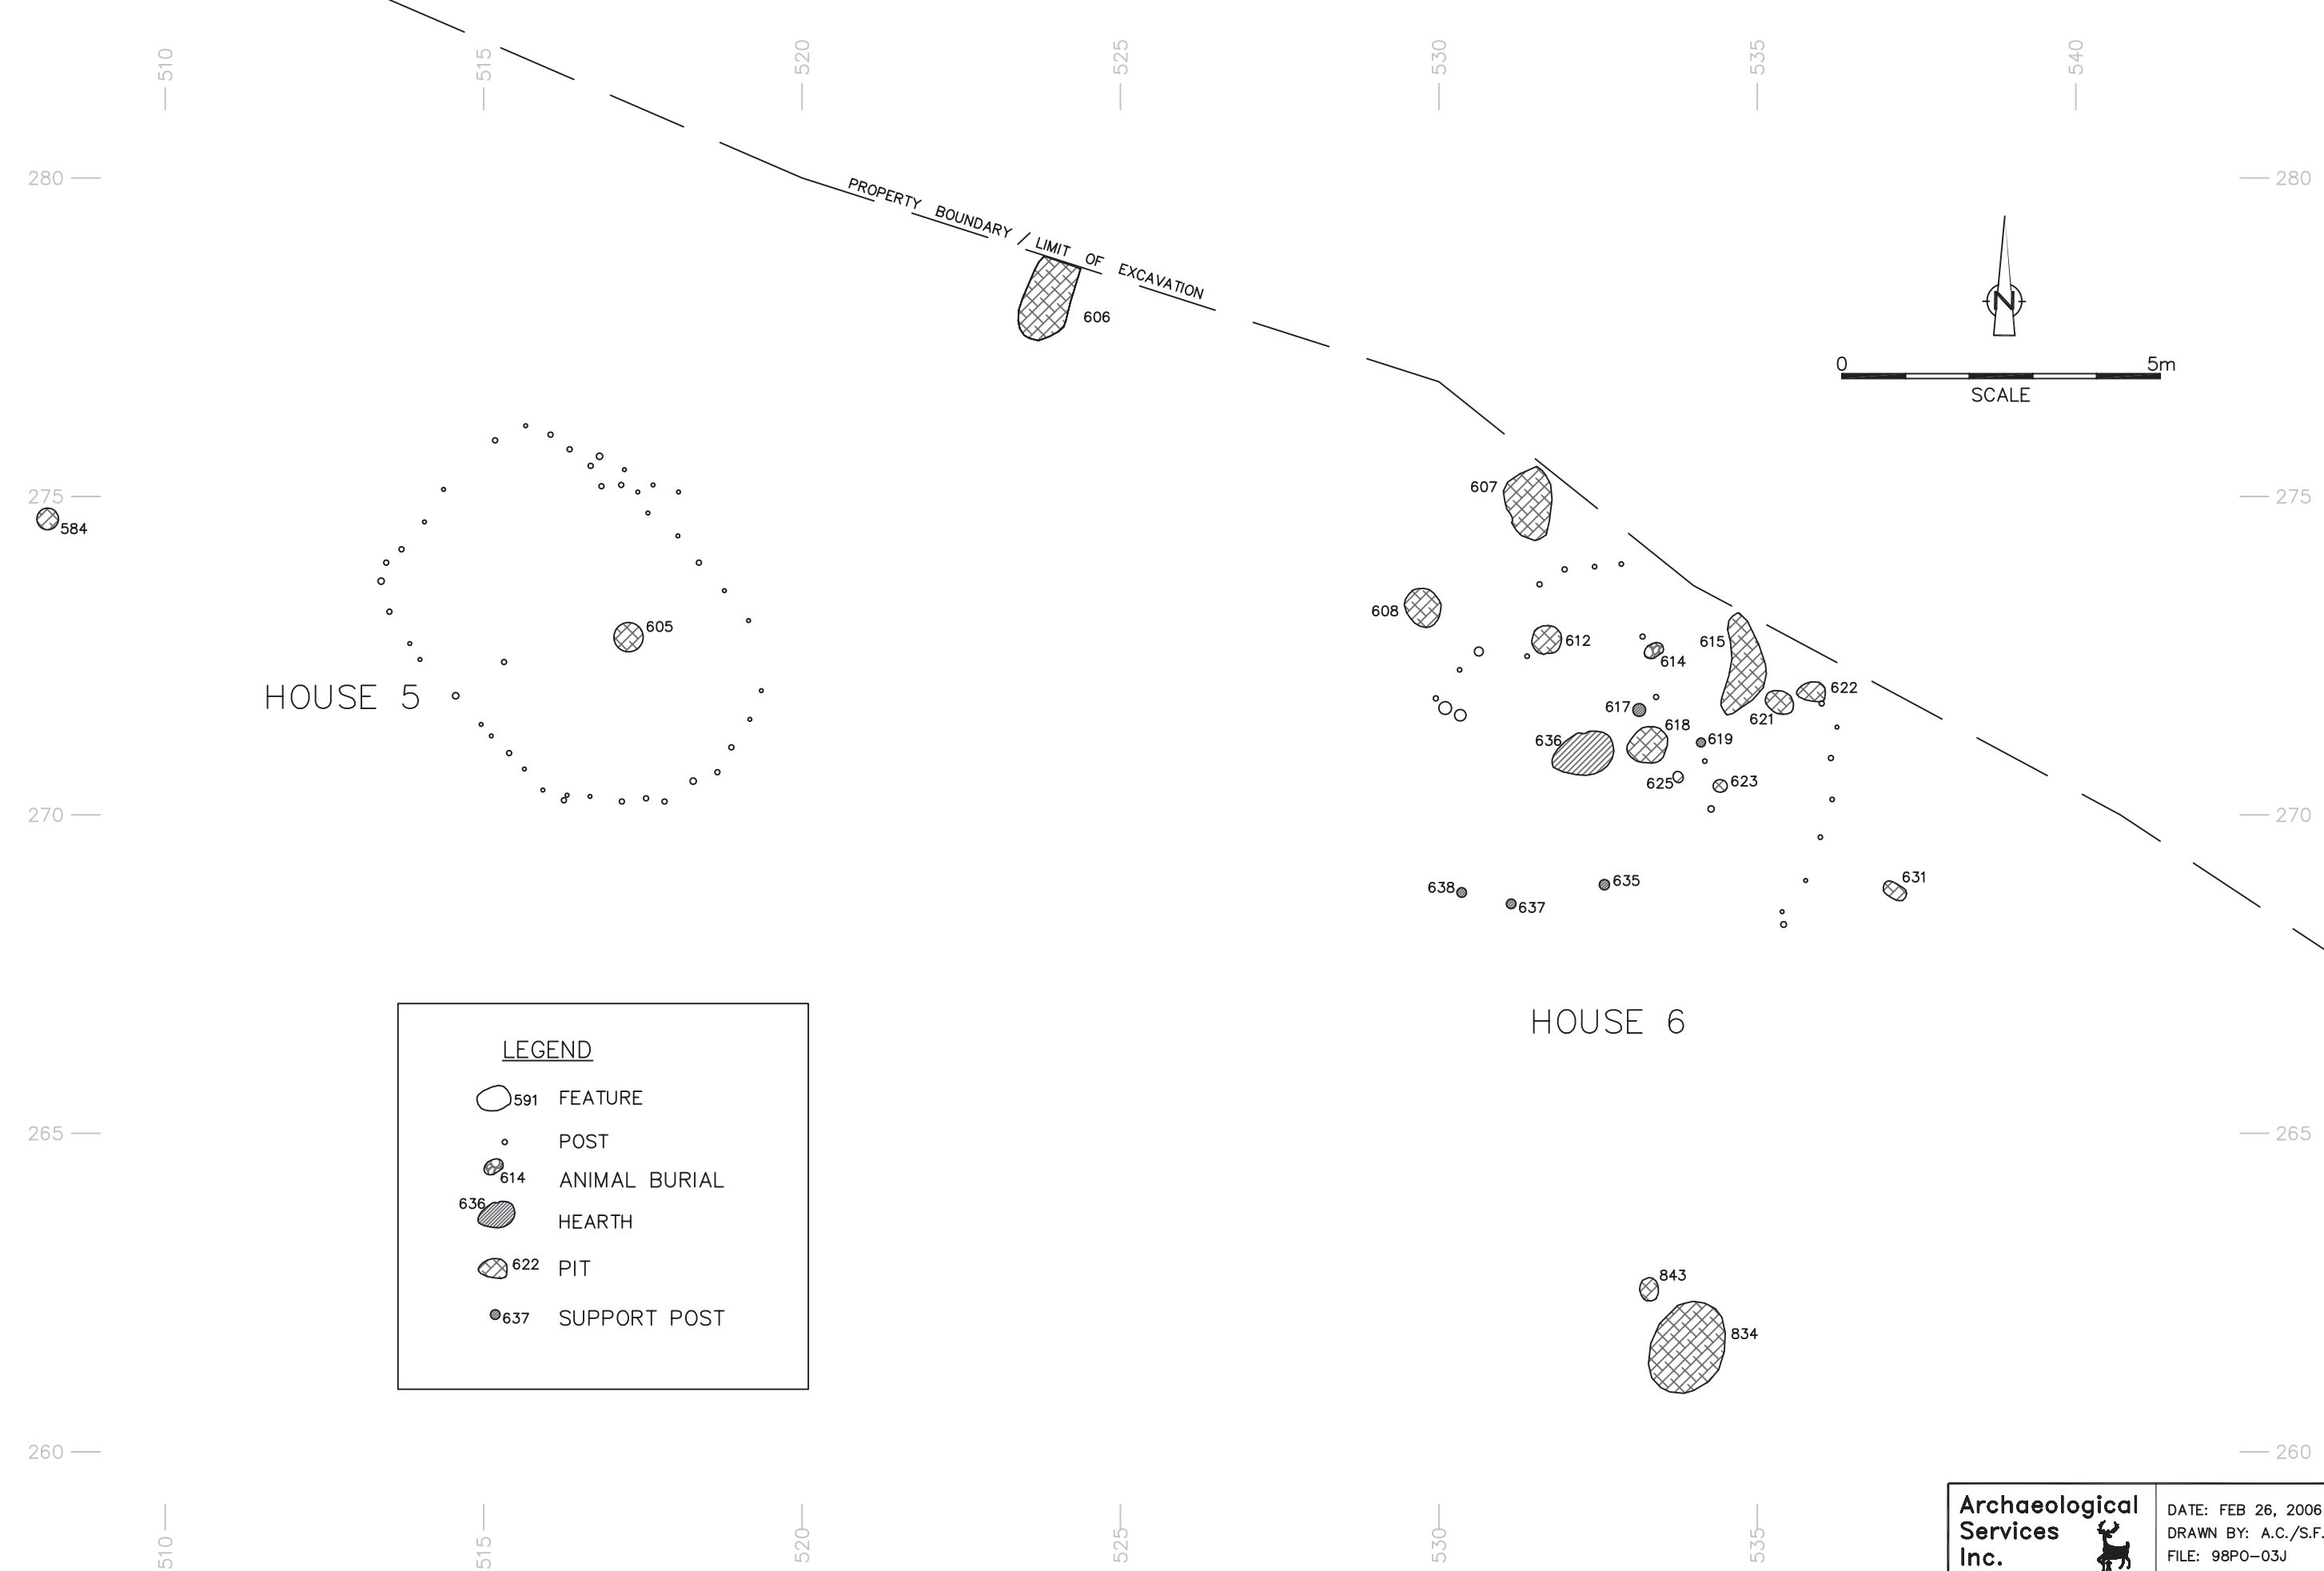 510
515
520
525
530
535
540
280
280
PROPERTY BOUNDARY / LIMIT OF EXCAVATION
606
0 5m
SCALE
N
275
275
584
607
605
608
612
614
615
HOUSE 5
617
618
621
622
636
619
625
623
270
270
638
637
635
631
HOUSE 6
LEGEND
591 FEATURE
POST
614 ANIMAL BURIAL
636 HEARTH
622 PIT
637 SUPPORT POST
265
265
843
834
260
260
510
515
520
525
530
535
Archaeological
Services
Inc.
DATE: FEB 26, 2006
DRAWN BY: A.C./S.F.
FILE: 98PO-03J